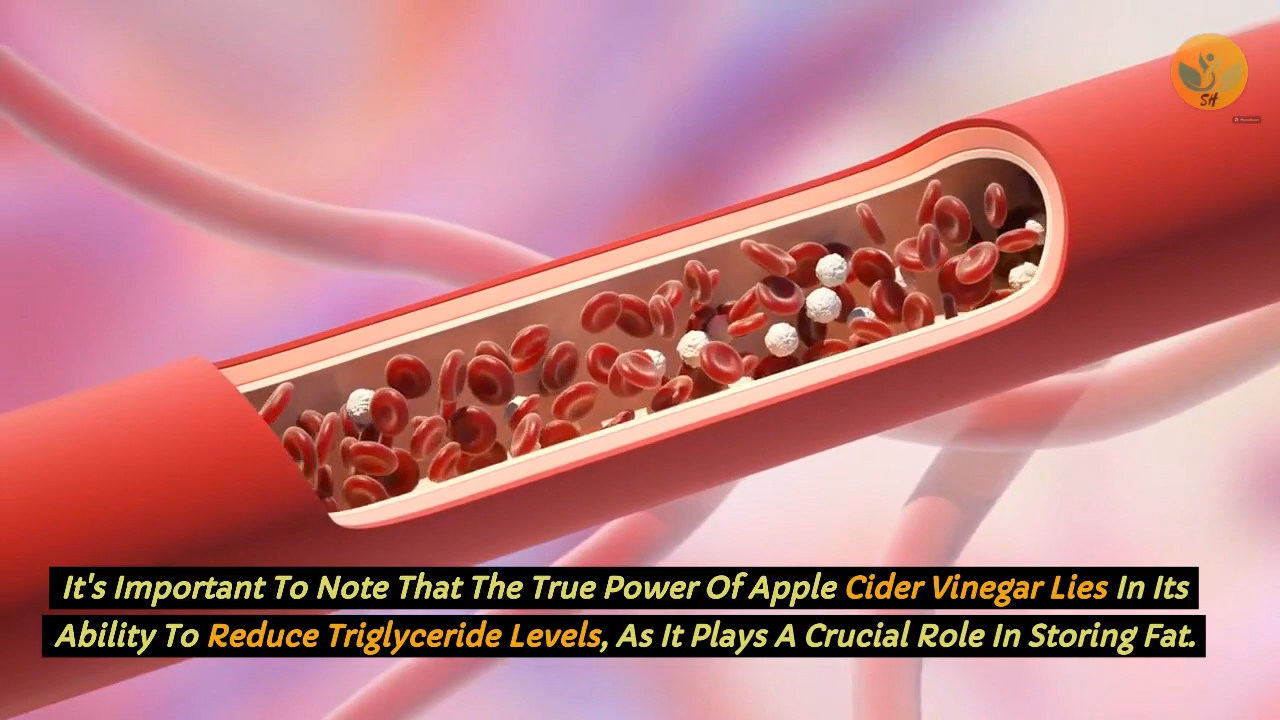 SH
It's Important To Note That The True Power Of Apple Cider Vinegar Lies In Its
Ability To Reduce Triglyceride Levels, As It Plays A Crucial Role In Storing Fat.